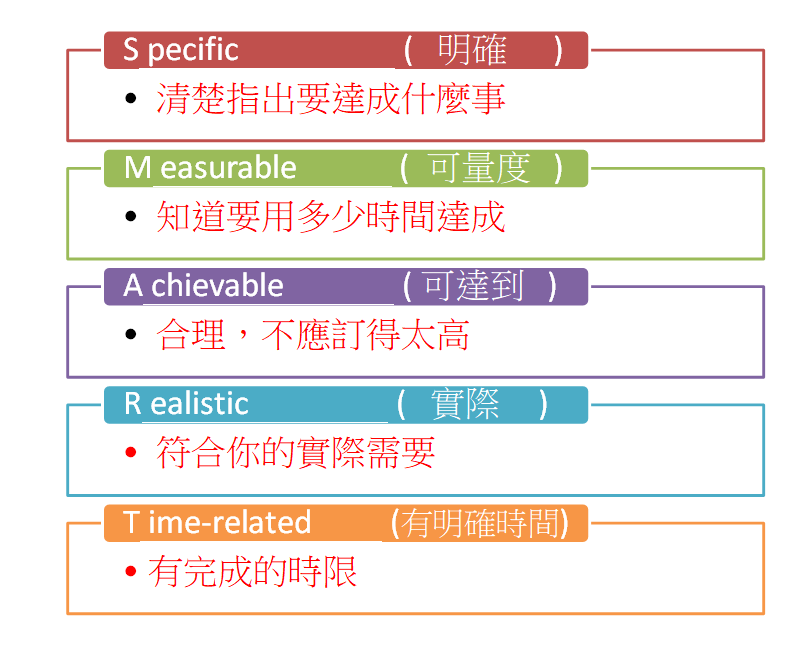 S pecific ( 明確 )
• 清楚指出要達成什麼事
M easurable ( 可量度 )
• 知道要用多少時間達成
A chievable ( 可達到 )
• 合理，不應訂得太高
R ealistic ( 實際 )
• 符合你的實際需要
T ime-related (有明確時間)
• 有完成的時限